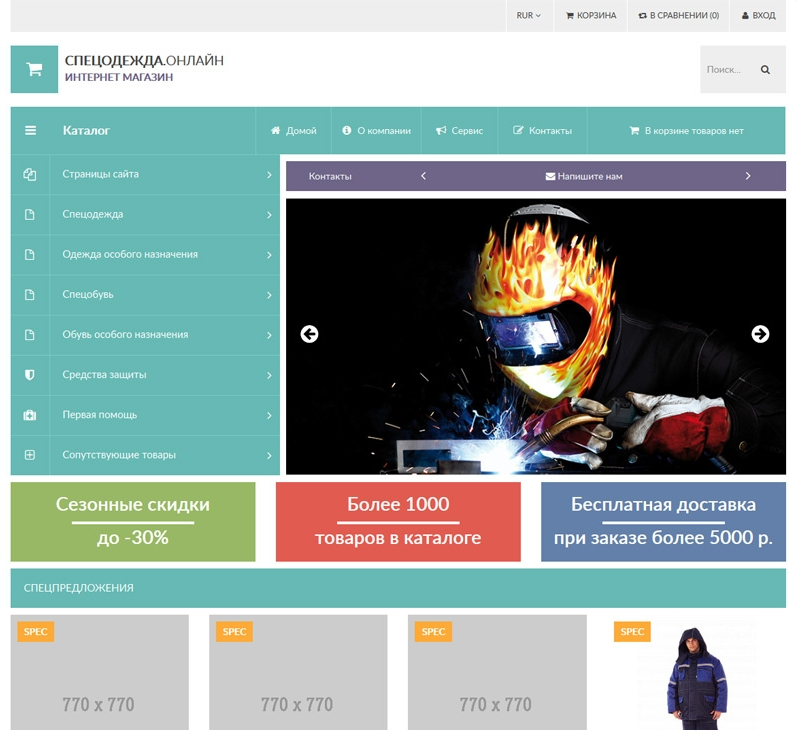 RUR
КОРЗИНА
В СРАВНЕНИИ (0)
ВХОД
СПЕЦОДЕЖДА.ОНЛАЙН
ИНТЕРНЕТ МАГАЗИН
Поиск...
Каталог
Домой
О компании
Сервис
Контакты
В корзине товаров нет
Страницы сайта
Спецодежда
Одежда особого назначения
Спецобувь
Обувь особого назначения
Средства защиты
Первая помощь
Сопутствующие товары
Контакты
Напишите нам
Сезонные скидки
до -30%
Более 1000
товаров в каталоге
Бесплатная доставка
при заказе более 5000 р.
СПЕЦПРЕДЛОЖЕНИЯ
SPEC
770 x 770
SPEC
770 x 770
SPEC
770 x 770
SPEC